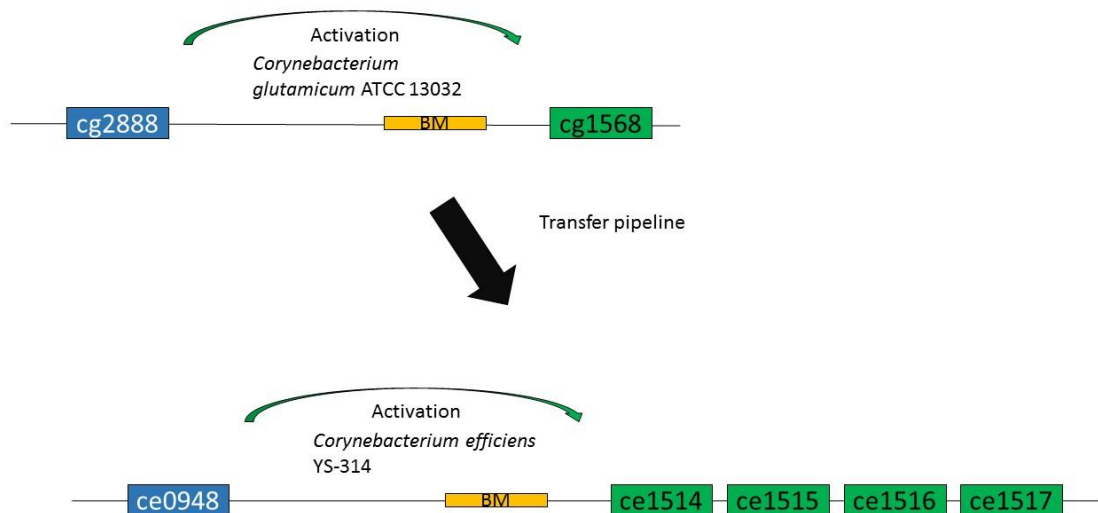 Activation
Corynebacterium
glutamicum ATCC 13032
cg2888
BM
cg1568
Transfer pipeline
Activation
Corynebacterium efficiens
YS-314
ce0948
BM
ce1514
ce1515
ce1516
ce1517